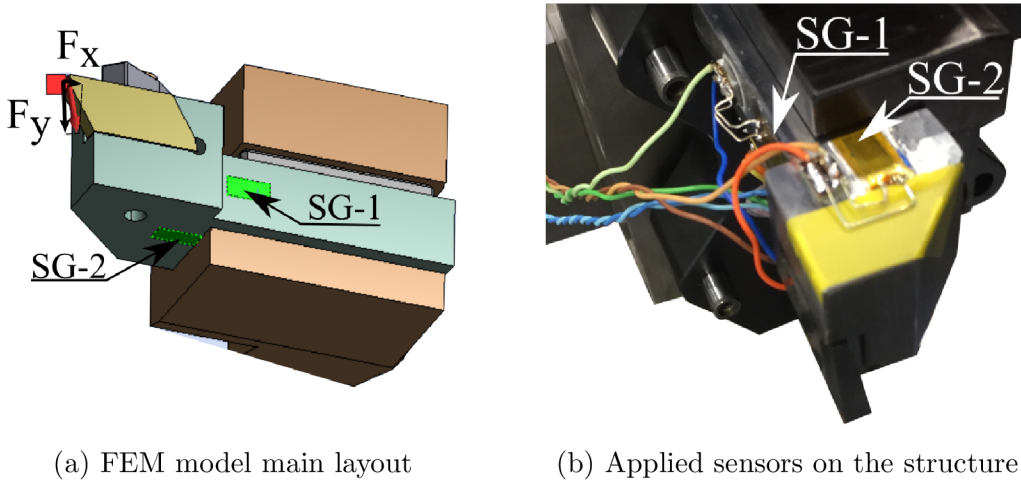 Fx
Fy
SG-1
SG-2
SG-1
SG-2
(a) FEM model main layout
(b) Applied sensors on the structure